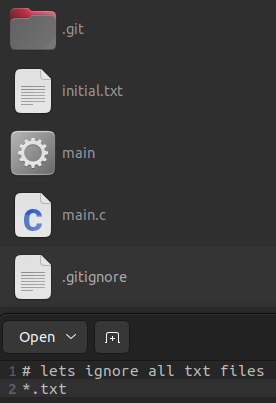 .git
initial.txt
main
C
main.c
.gitignore
Open
1 # lets ignore all txt files
2 *.txt